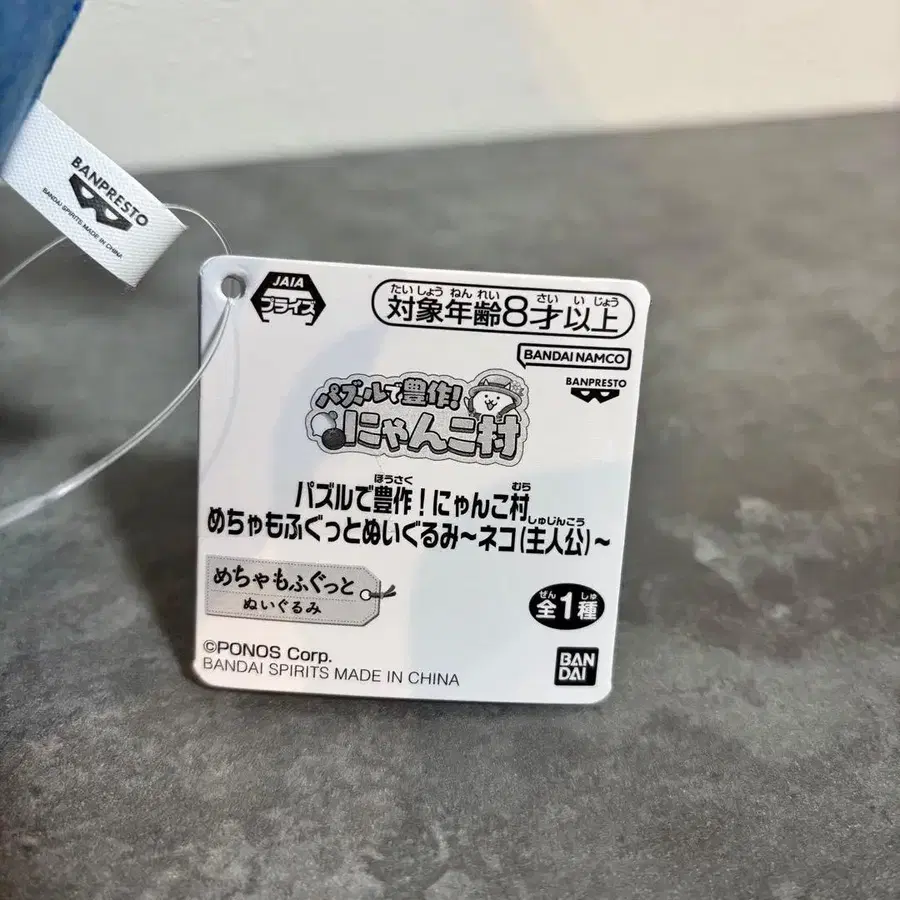 BANPRESTO
BANDAI SPIRITS MADE IN CHINA
JAIA
プライズ
たいしょうねんれい さい いじょう
対象年齢8才以上
BANDAI NAMCO
BANPRESTO
パズルで豊作!
にゃんこ村
ほうさく むら
パズルで豊作!にゃんこ村
しゅじんこう
めちゃもふぐっとぬいぐるみ~ネコ(主人公)~
めちゃもふぐっと
ぬいぐるみ
ぜん しゅ
全1種
©PONOS Corp.
BANDAI SPIRITS MADE IN CHINA
BAN
DAI